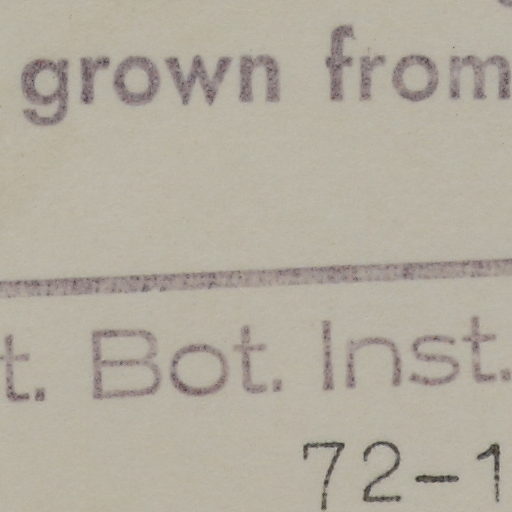 grown from
t. Bot. Inst.
72-1